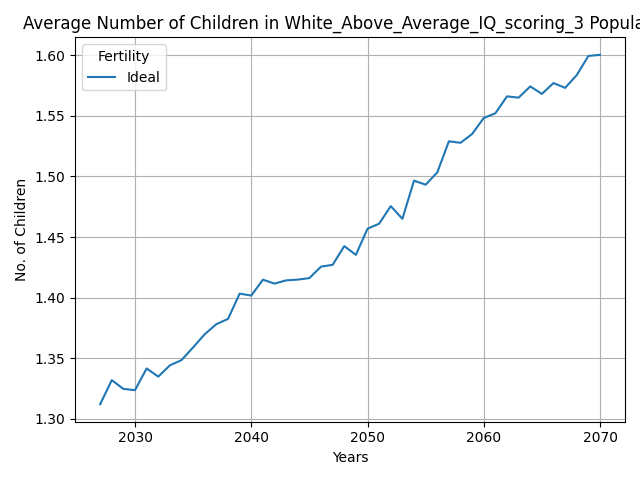 Average Number of Children in White_Above_Average_IQ_scoring_3 Popula
Fertility
Ideal
No. of Children
1.60
1.55
1.50
1.45
1.40
1.35
1.30
2030 2040 2050 2060 2070
Years